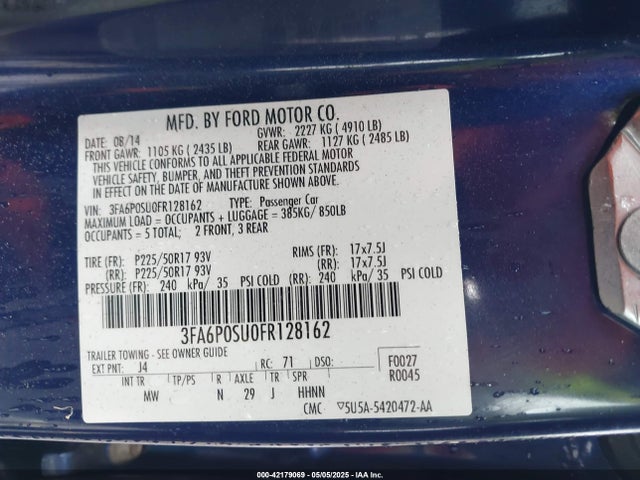 MFD. BY FORD MOTOR CO.
DATE: 08/14 GVWR: 2227 KG ( 4910 LB)
FRONT GAWR: 1105 KG ( 2435 LB) REAR GAWR: 1127 KG ( 2485 LB)
THIS VEHICLE CONFORMS TO ALL APPLICABLE FEDERAL MOTOR
VEHICLE SAFETY, BUMPER, AND THEFT PREVENTION STANDARDS
IN EFFECT ON THE DATE OF MANUFACTURE SHOWN ABOVE.
VIN: 3FA6P0SU0FR128162 TYPE: Passenger Car
MAXIMUM LOAD = OCCUPANTS + LUGGAGE = 385KG/ 850LB
OCCUPANTS = 5 TOTAL; 2 FRONT, 3 REAR
TIRE (FR): P225/50R17 93V RIMS (FR): 17x7.5J
(RR): P225/50R17 93V (RR): 17x7.5J
PRESSURE (FR): 240 kPa/ 35 PSI COLD (RR): 240 kPa/ 35 PSI COLD
3FA6P0SU0FR128162
TRAILER TOWING - SEE OWNER GUIDE
EXT PNT: J4 RC: 71 DSO: F0027
INT TR TP/PS R AXLE TR SPR R0045
MW N 29 J HHNN
CMC ▽5U5A-5420472-AA
000-42179069 - 05/05/2025 - IAA Inc.